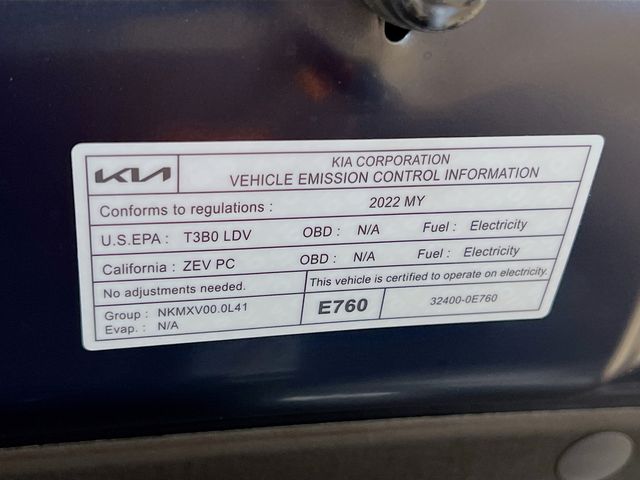 KIA
KIA CORPORATION
VEHICLE EMISSION CONTROL INFORMATION
Conforms to regulations : 2022 MY
U.S.EPA : T3B0 LDV OBD : N/A Fuel : Electricity
California : ZEV PC OBD : N/A Fuel : Electricity
No adjustments needed. This vehicle is certified to operate on electricity.
Group : NKMXV00.0L41
Evap. : N/A
E760
32400-0E760